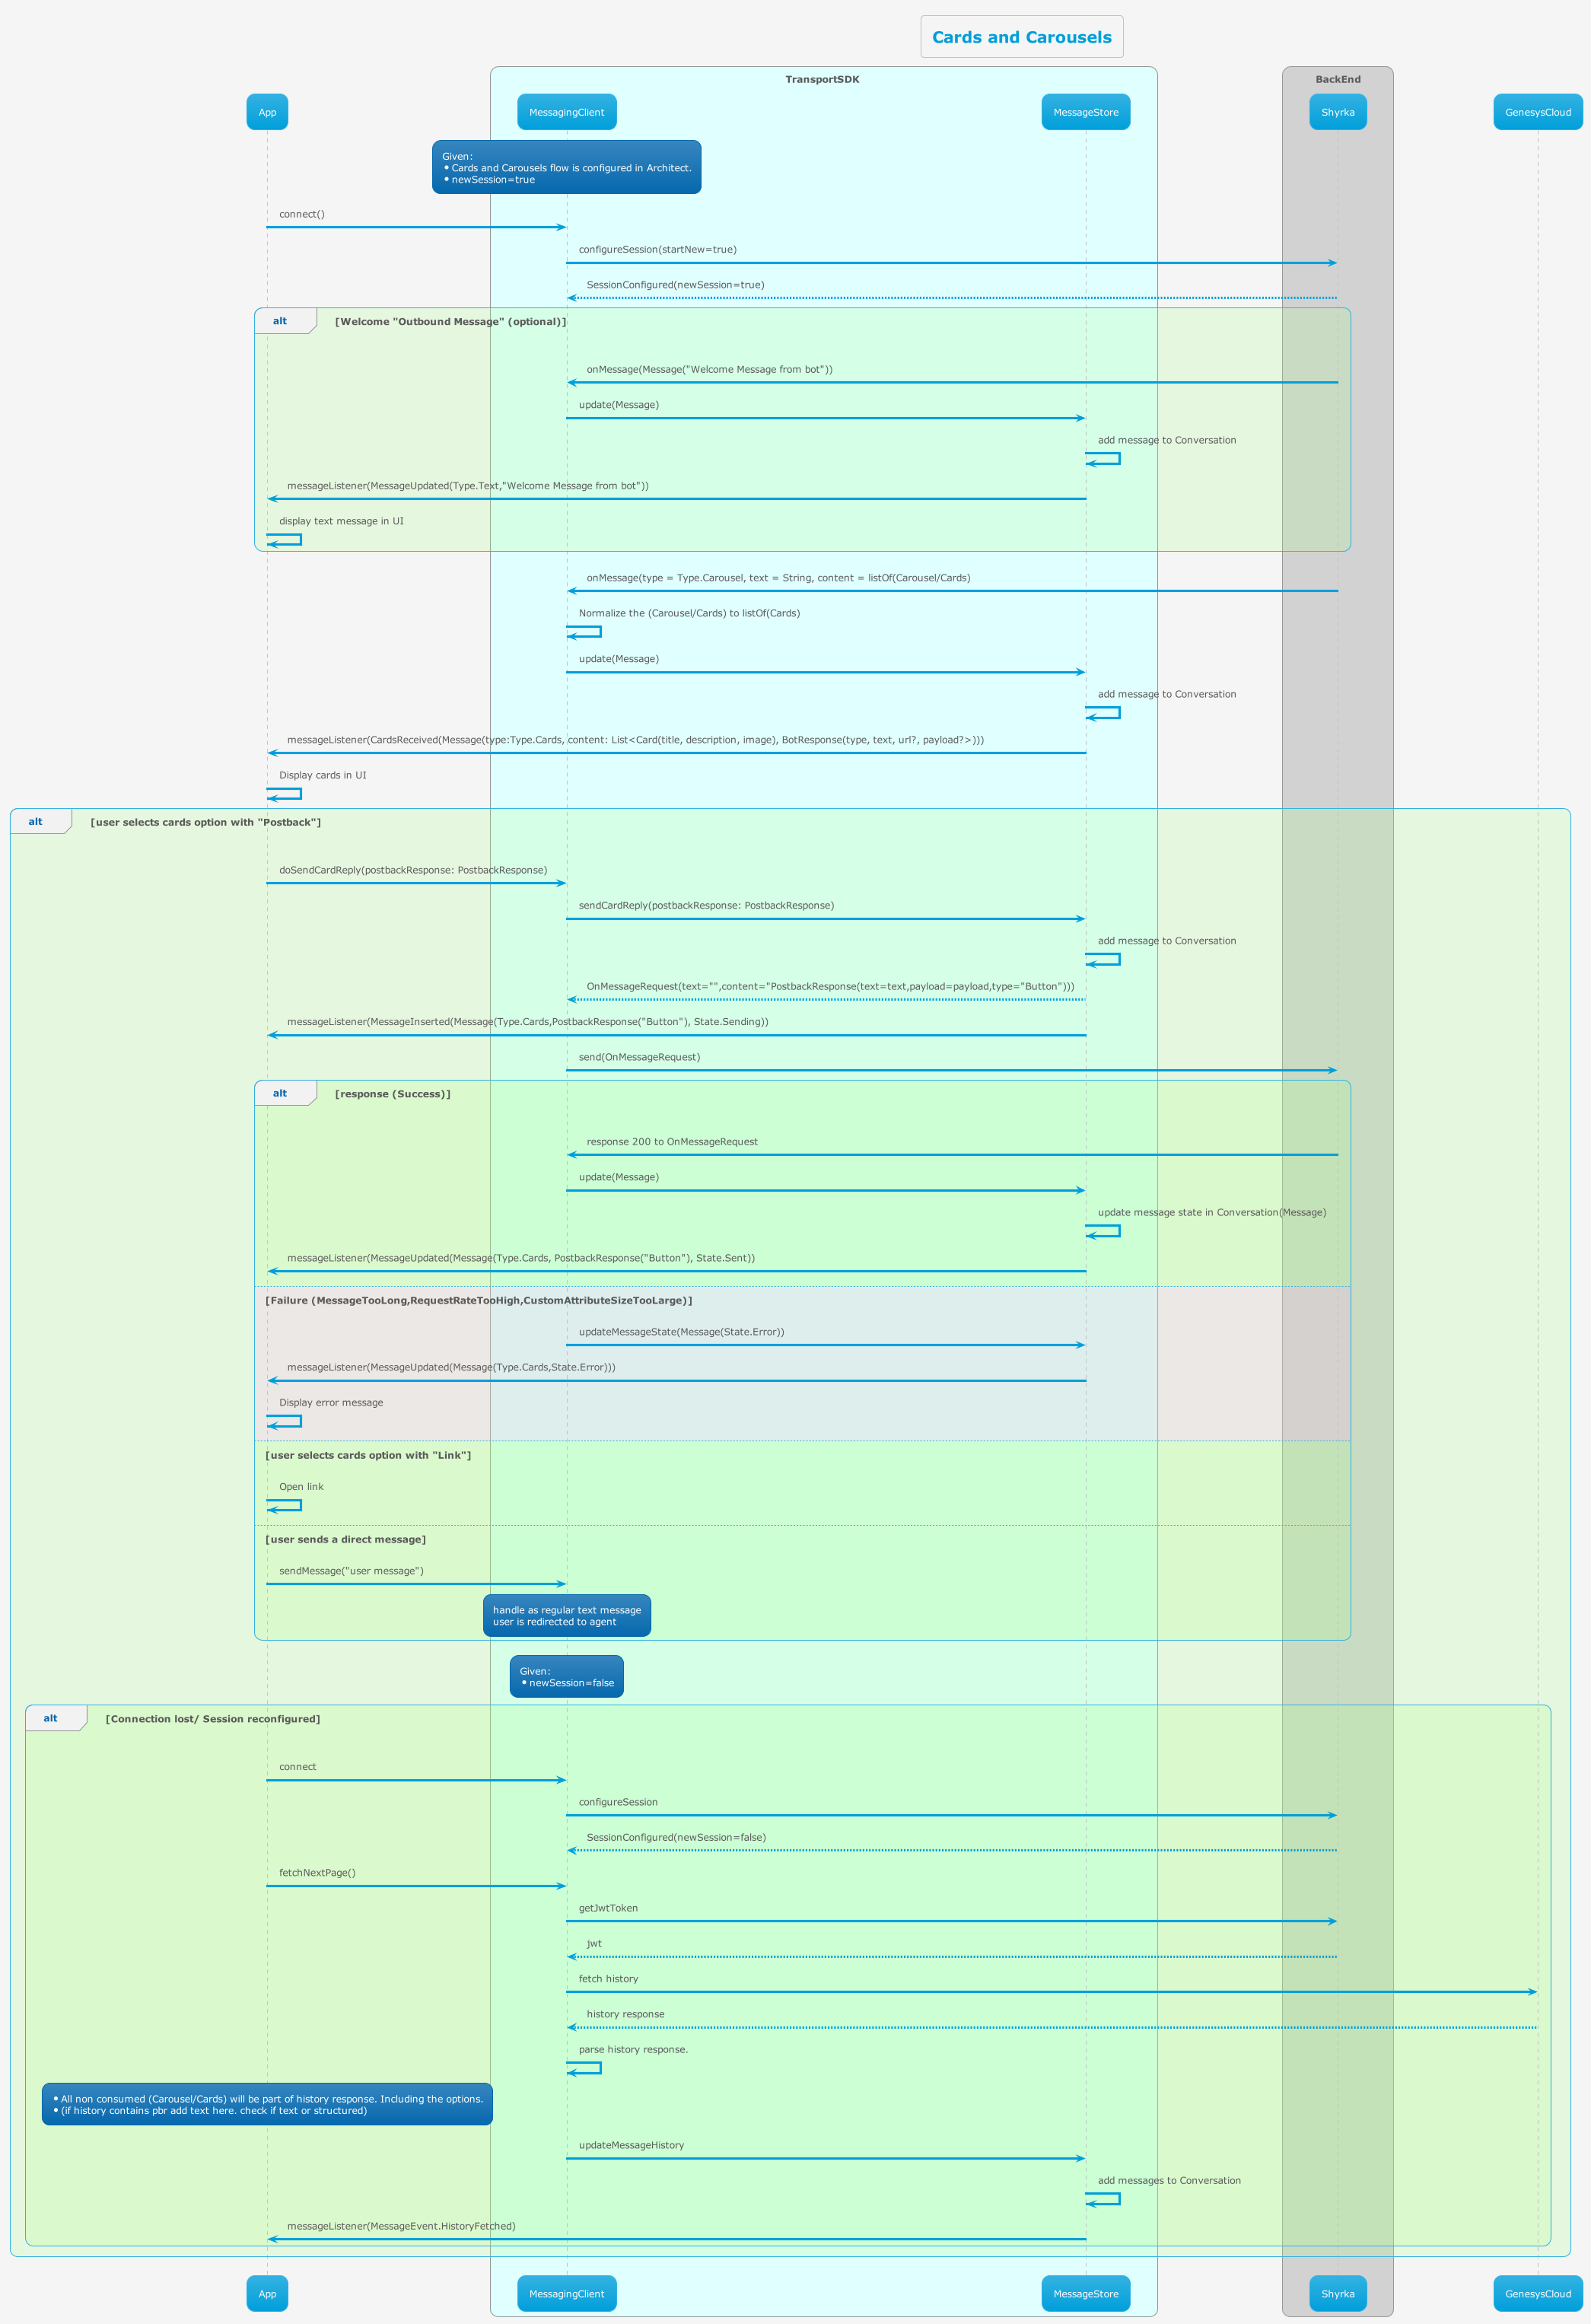 Cards and Carousels
TransportSDK
BackEnd
App
MessagingClient
MessageStore
Shyrka
GenesysCloud
Given:
• Cards and Carousels flow is configured in Architect.
• newSession=true
connect()
configureSession(startNew=true)
SessionConfigured(newSession=true)
alt
[Welcome "Outbound Message" (optional)]
onMessage(Message("Welcome Message from bot"))
update(Message)
add message to Conversation
messageListener(MessageUpdated(Type.Text,"Welcome Message from bot"))
display text message in UI
onMessage(type = Type.Carousel, text = String, content = listOf(Carousel/Cards)
Normalize the (Carousel/Cards) to listOf(Cards)
update(Message)
add message to Conversation
messageListener(CardsReceived(Message(type:Type.Cards, content: List<Card(title, description, image), BotResponse(type, text, url?, payload?>)))
Display cards in UI
alt
[user selects cards option with "Postback"]
doSendCardReply(postbackResponse: PostbackResponse)
sendCardReply(postbackResponse: PostbackResponse)
add message to Conversation
OnMessageRequest(text="",content="PostbackResponse(text=text,payload=payload,type="Button")))
messageListener(MessageInserted(Message(Type.Cards,PostbackResponse("Button"), State.Sending))
send(OnMessageRequest)
alt
[response (Success)]
response 200 to OnMessageRequest
update(Message)
update message state in Conversation(Message)
messageListener(MessageUpdated(Message(Type.Cards, PostbackResponse("Button"), State.Sent))
[Failure (MessageTooLong,RequestRateTooHigh,CustomAttributeSizeTooLarge)]
updateMessageState(Message(State.Error))
messageListener(MessageUpdated(Message(Type.Cards,State.Error)))
Display error message
[user selects cards option with "Link"]
Open link
[user sends a direct message]
sendMessage("user message")
handle as regular text message
user is redirected to agent
Given:
• newSession=false
alt
[Connection lost/ Session reconfigured]
connect
configureSession
SessionConfigured(newSession=false)
fetchNextPage()
getJwtToken
jwt
fetch history
history response
parse history response.
• All non consumed (Carousel/Cards) will be part of history response. Including the options.
• (if history contains pbr add text here. check if text or structured)
updateMessageHistory
add messages to Conversation
messageListener(MessageEvent.HistoryFetched)
App
MessagingClient
MessageStore
Shyrka
GenesysCloud